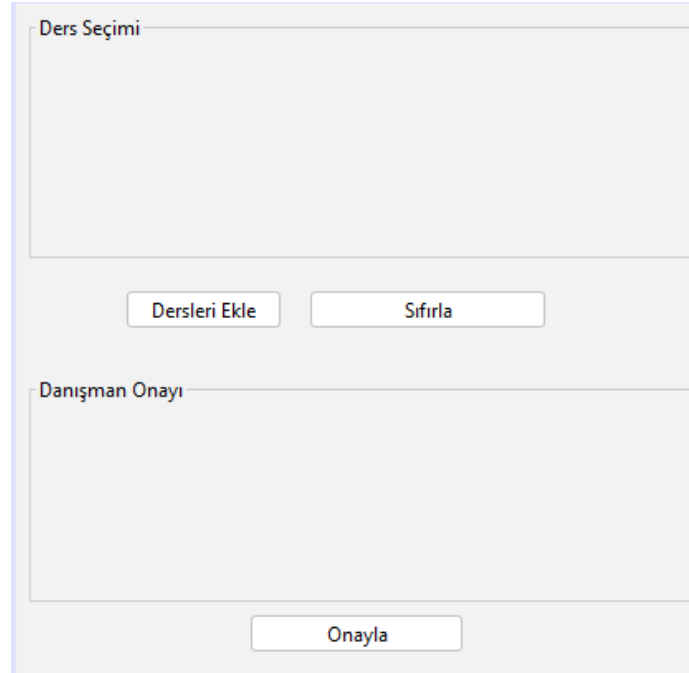 Ders Seçimi
Dersleri Ekle Sıfırla
Danışman Onayı
Onayla